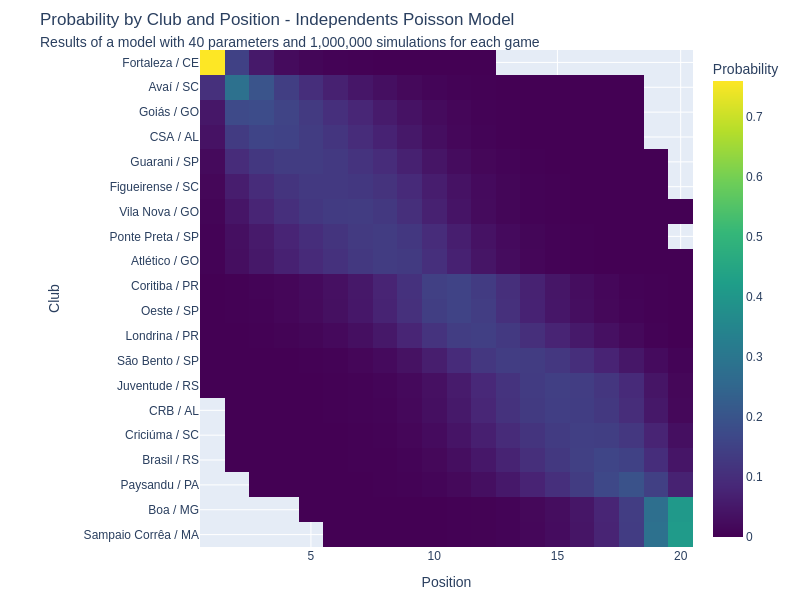 Probability by Club and Position - Independents Poisson Model
Results of a model with 40 parameters and 1,000,000 simulations for each game
Fortaleza / CE
Avaí / SC
Goiás / GO
CSA / AL
Guarani / SP
Figueirense / SC
Vila Nova / GO
Ponte Preta / SP
Atlético / GO
Coritiba / PR
Oeste / SP
Londrina / PR
São Bento / SP
Juventude / RS
CRB / AL
Criciúma / SC
Brasil / RS
Paysandu / PA
Boa / MG
Sampaio Corrêa / MA
Club
5
10
15
20
Position
Probability
0.7
0.6
0.5
0.4
0.3
0.2
0.1
0